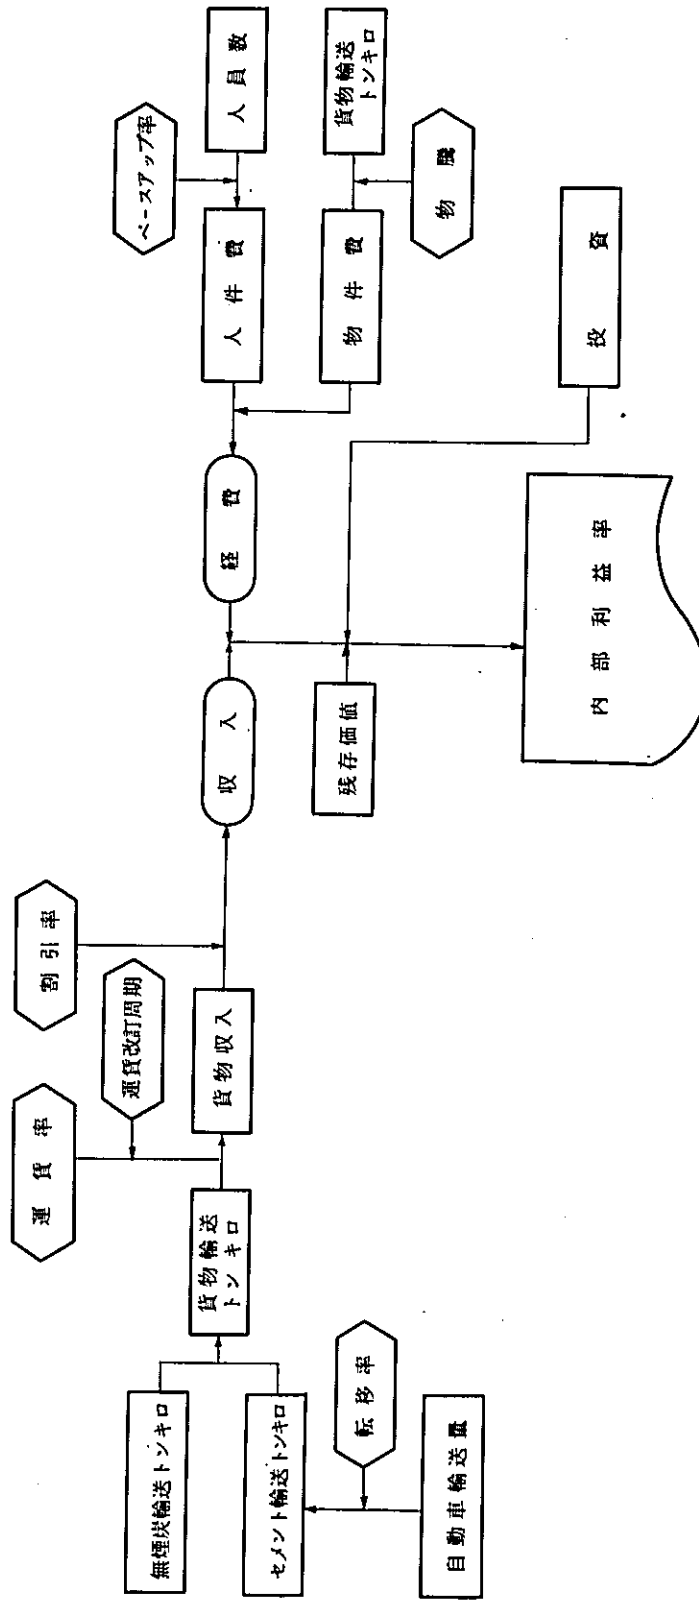 運賃率
割引率
運賃改訂周期
ベースアップ率
無煙炭輸送トンキロ
貨物輸送
トンキロ
貨物収入
収入
経費
人件費
人員数
セメント輸送トンキロ
転移率
自動車輸送量
残存価値
物件費
貨物輸送
トンキロ
物騰
投資
内部利益率